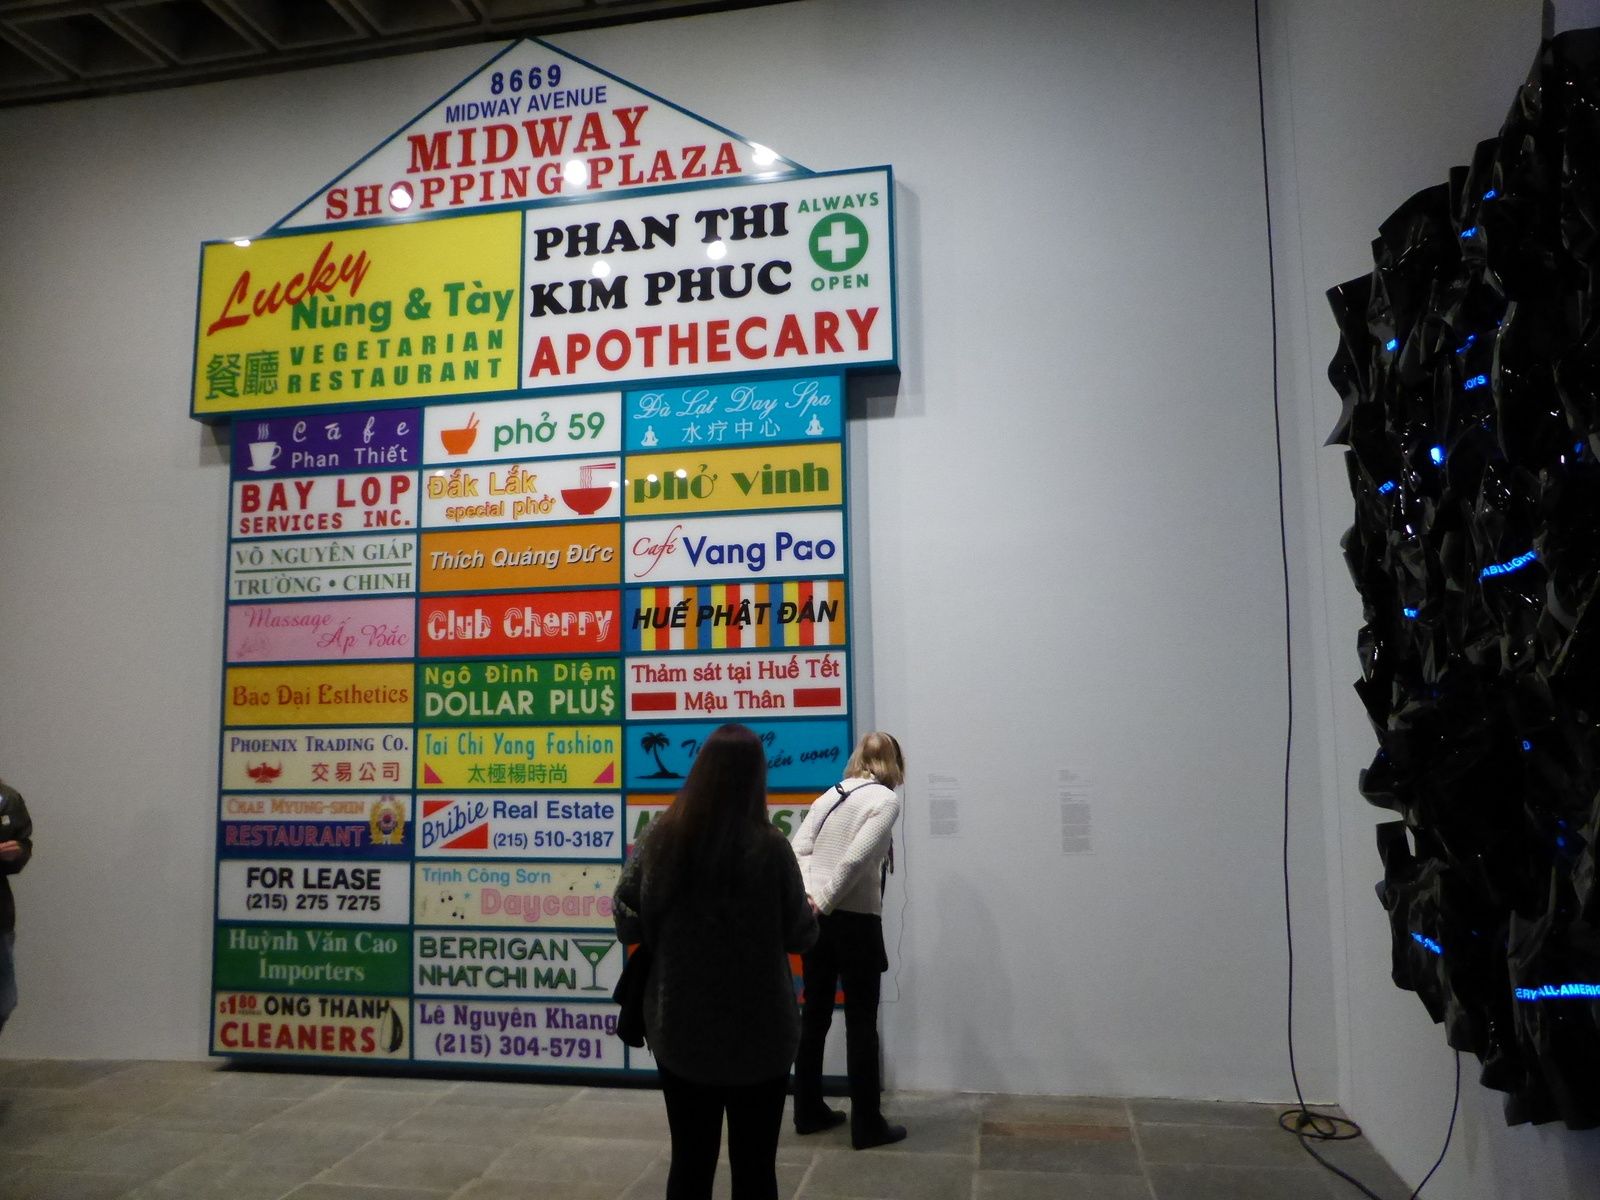 8669
MIDWAY AVENUE
MIDWAY
SHOPPING PLAZA
Lucky
Nùng & Tày
餐廳
VEGETARIAN
RESTAURANT
PHAN THI
KIM PHUC
APOTHECARY
ALWAYS
OPEN
Cafe
Phan Thiết
phở 59
Đà Lạt Day Spa
水疗中心
BAY LOP
SERVICES INC.
Đắk Lắk
special phở
phở vinh
VÕ NGUYÊN GIÁP
TRƯỜNG • CHINH
Thích Quảng Đức
Café Vang Pao
Massage
Ấp Bắc
Club Cherry
HUẾ PHẬT ĐẢN
Bao Đại Esthetics
Ngô Đình Diệm
DOLLAR PLU$
Thảm sát tại Huế Tết
Mậu Thân
PHOENIX TRADING CO.
交易公司
Tai Chi Yang Fashion
太極楊時尚
vọng
CHAE MYUNG-SHIN
RESTAURANT
Bribie Real Estate
(215) 510-3187
FOR LEASE
(215) 275 7275
Trịnh Công Sơn
Daycare
Huỳnh Văn Cao
Importers
BERRIGAN
NHAT CHI MAI
$1.80
ONG THANH
CLEANERS
Lê Nguyên Khang
(215) 304-5791
ALL-AMERI